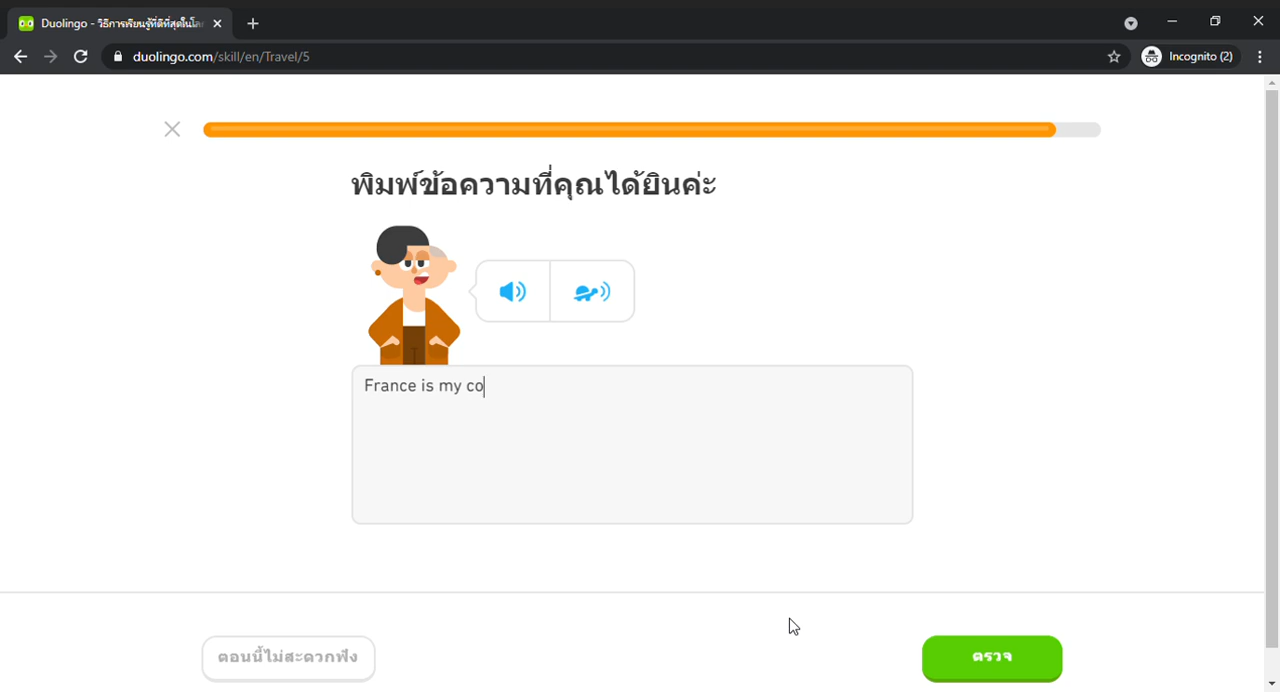 Duolingo - วิธีการเรียนรู้ที่ดีที่สุดในโล
duolingo.com/skill/en/Travel/5
Incognito (2)
พิมพ์ข้อความที่คุณได้ยินค่ะ
France is my co
ตอนนี้ไม่สะดวกฟัง
ตรวจ